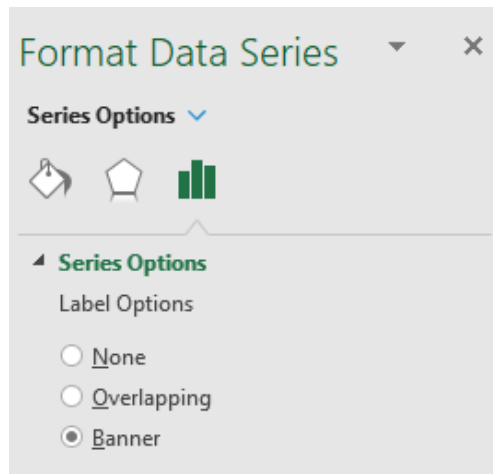 Format Data Series
Series Options
Series Options
Label Options
None
Overlapping
Banner